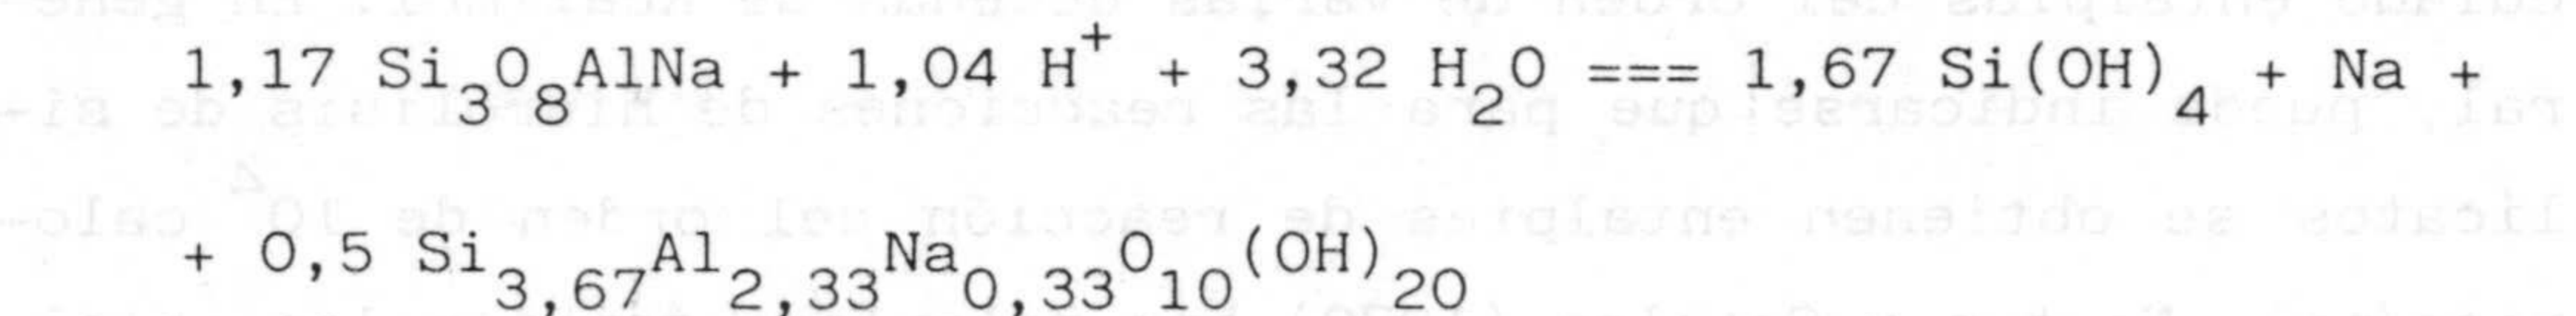 1,17 Si₃O₈AlNa + 1,04 H⁺ + 3,32 H₂O === 1,67 Si(OH)₄ + Na +
+ 0,5 Si₃,₆₇Al₂,₃₃Na₀,₃₃O₁₀(OH)₂₀